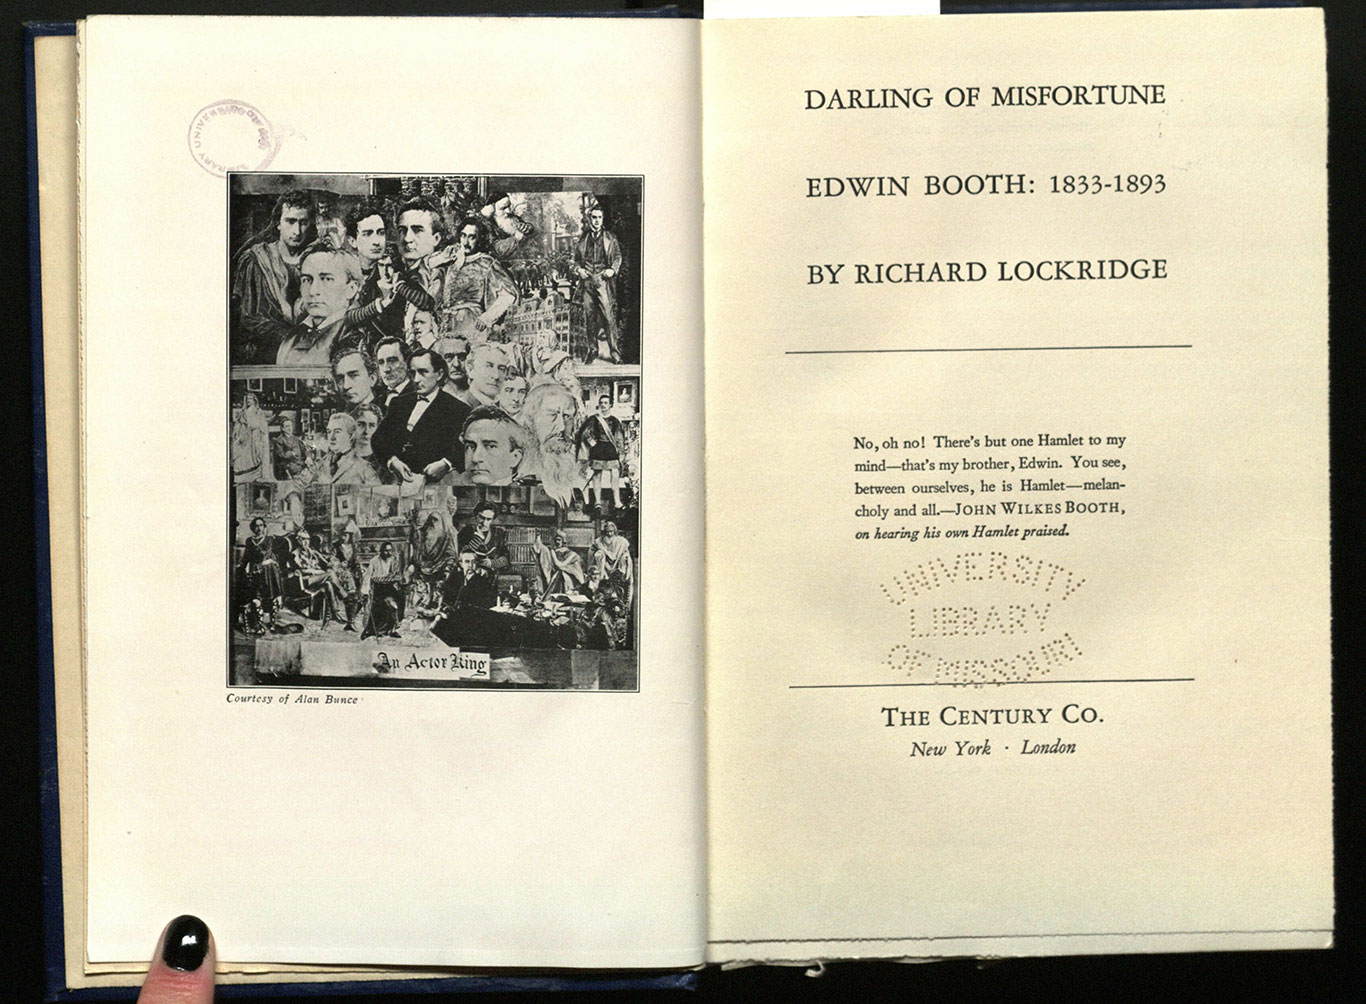 LIBRARY UNIVERSITY OF
An Actor King
Courtesy of Alan Bunce
DARLING OF MISFORTUNE
EDWIN BOOTH: 1833-1893
BY RICHARD LOCKRIDGE
No, oh no! There's but one Hamlet to my
mind—that's my brother, Edwin. You see,
between ourselves, he is Hamlet—melan-
choly and all.—JOHN WILKES BOOTH,
on hearing his own Hamlet praised.
UNIVERSITY
LIBRARY
OF MISSOURI
THE CENTURY CO.
New York · London